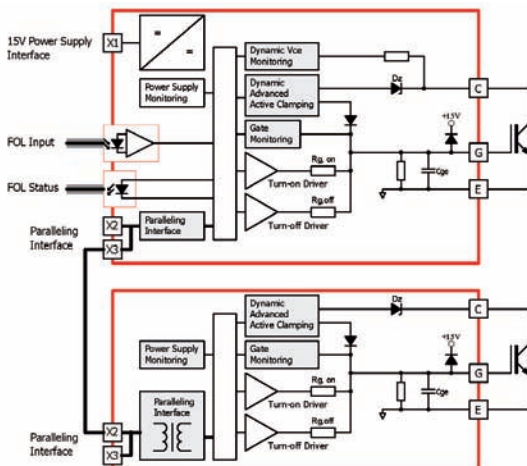 15V Power Supply
Interface
X1
=
=
Power Supply
Monitoring
Dynamic Vce
Monitoring
Dynamic
Advanced
Active Clamping
Gate
Monitoring
Dz
C
+15V
FOL Input
FOL Status
Rg, on
Turn-on Driver
Rg,off
Turn-off Driver
G
Cge
E
Paralleling
Interface
X2
X3
Paralleling
Interface
Dynamic
Advanced
Active Clamping
Dz
C
Power Supply
Monitoring
Gate
Monitoring
+15V
Rg, on
Turn-on Driver
G
Paralleling
Interface
Rg,off
Turn-off Driver
Cge
E
Paralleling
Interface
X2
X3